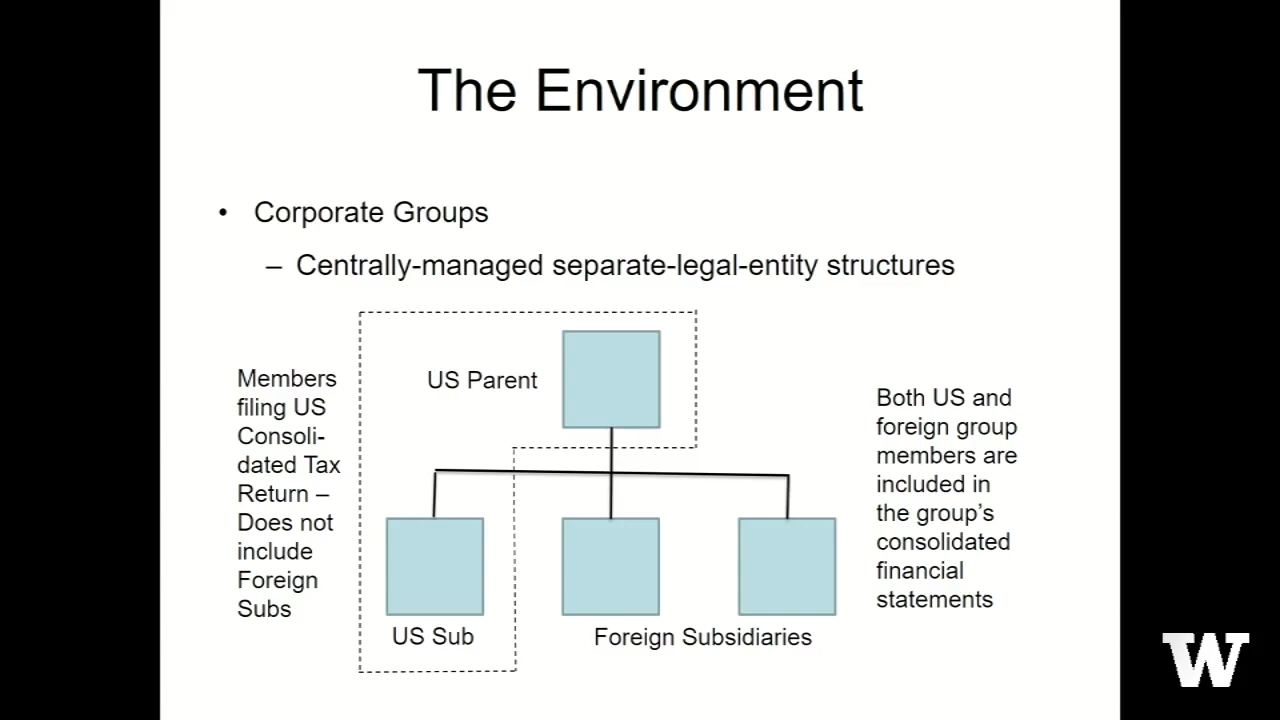 The Environment
• Corporate Groups
– Centrally-managed separate-legal-entity structures
Members
filing US
Consoli-
dated Tax
Return –
Does not
include
Foreign
Subs
US Parent
Both US and
foreign group
members are
included in
the group's
consolidated
financial
statements
US Sub
Foreign Subsidiaries
W